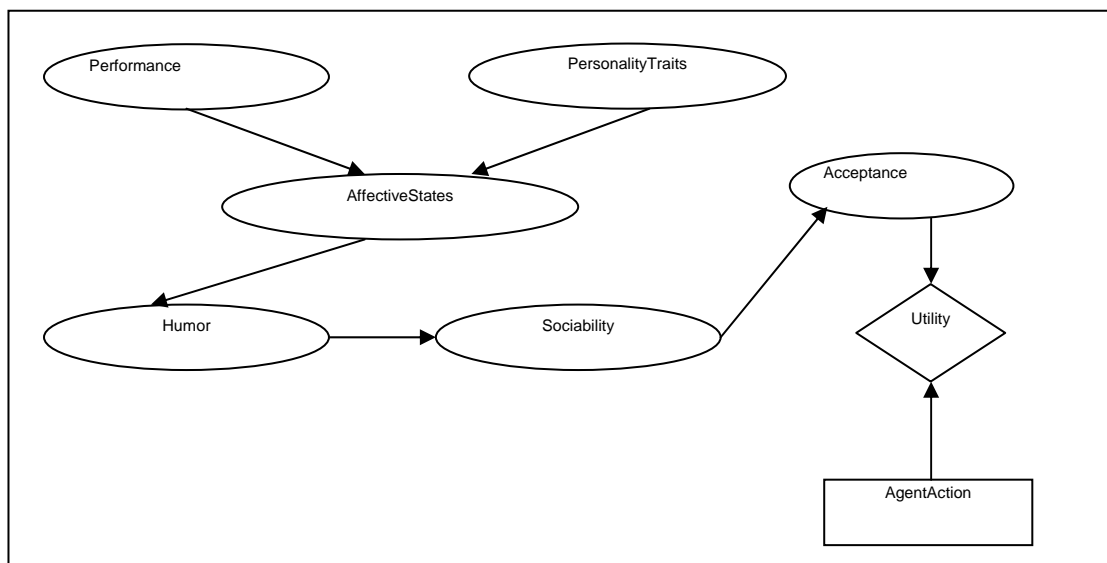 Performance
PersonalityTraits
AffectiveStates
Acceptance
Humor
Sociability
Utility
AgentAction